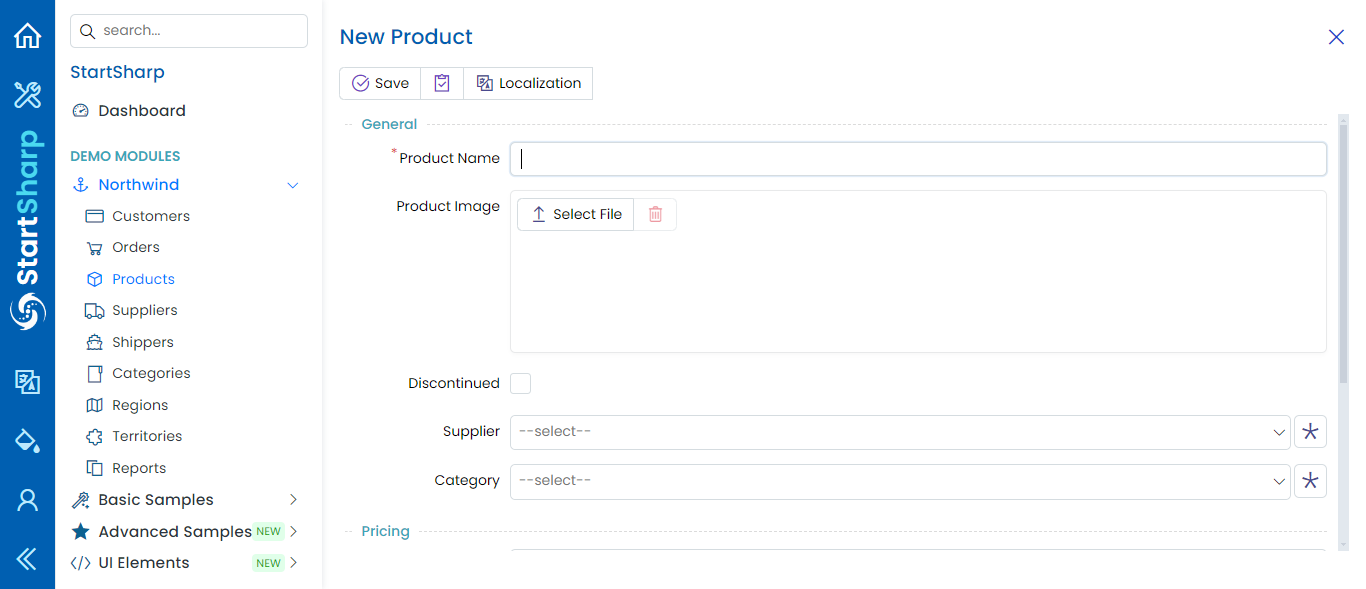 StartSharp
search...
StartSharp
Dashboard
DEMO MODULES
Northwind
Customers
Orders
Products
Suppliers
Shippers
Categories
Regions
Territories
Reports
Basic Samples
Advanced Samples NEW
UI Elements NEW
New Product
Save Localization
General
*Product Name
Product Image Select File
Discontinued
Supplier --select--
Category --select--
Pricing